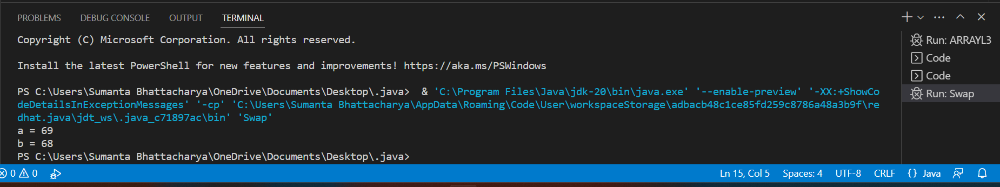 PROBLEMS DEBUG CONSOLE OUTPUT TERMINAL
Copyright (C) Microsoft Corporation. All rights reserved.
Install the latest PowerShell for new features and improvements! https://aka.ms/PSWindows
PS C:\Users\Sumanta Bhattacharya\OneDrive\Documents\Desktop\.java>  & 'C:\Program Files\Java\jdk-20\bin\java.exe' '--enable-preview' '-XX:+ShowCo
deDetailsInExceptionMessages' '-cp' 'C:\Users\Sumanta Bhattacharya\AppData\Roaming\Code\User\workspaceStorage\adbacb48c1ce85fd259c8786a48a3b9f\re
dhat.java\jdt_ws\.java_c71897ac\bin' 'Swap'
a = 69
b = 68
PS C:\Users\Sumanta Bhattacharya\OneDrive\Documents\Desktop\.java>
Run: ARRAYL3
Code
Code
Run: Swap
0 0 Ln 15, Col 5 Spaces: 4 UTF-8 CRLF {} Java